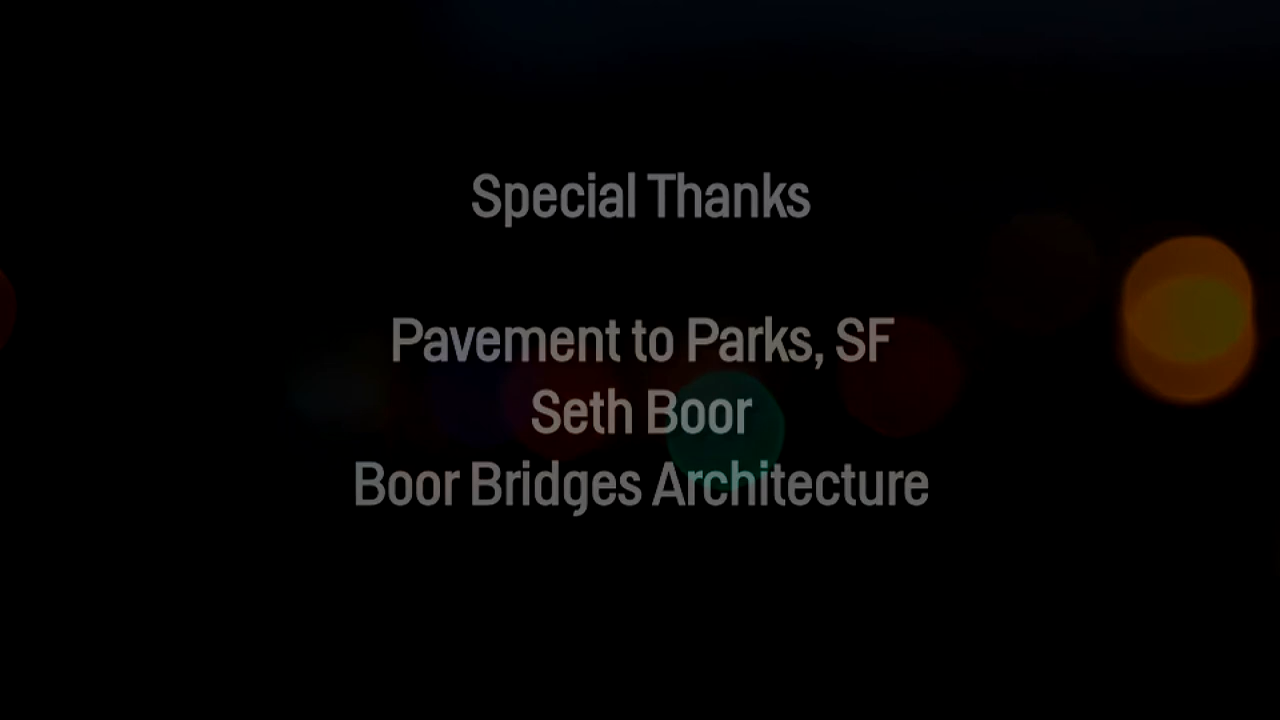 Special Thanks
Pavement to Parks, SF
Seth Boor
Boor Bridges Architecture